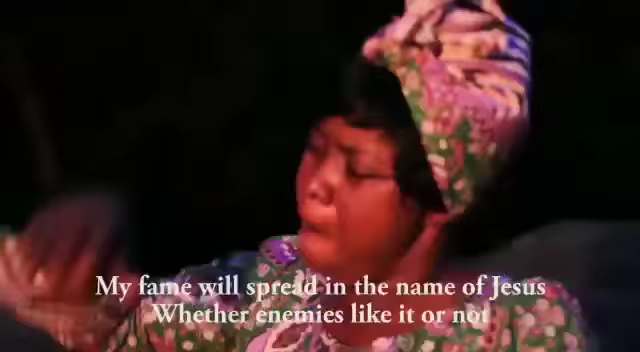 My fame will spread in the name of Jesus
Whether enemies like it or not